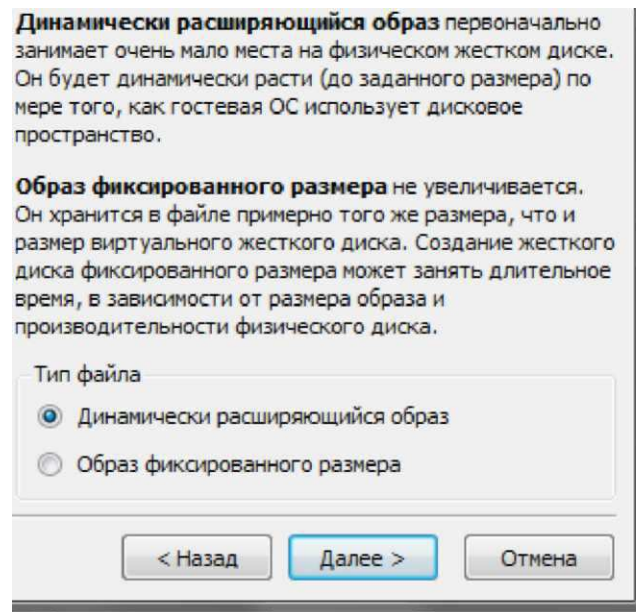 Динамически расширяющийся образ первоначально
занимает очень мало места на физическом жестком диске.
Он будет динамически расти (до заданного размера) по
мере того, как гостевая ОС использует дисковое
пространство.
Образ фиксированного размера не увеличивается.
Он хранится в файле примерно того же размера, что и
размер виртуального жесткого диска. Создание жесткого
диска фиксированного размера может занять длительное
время, в зависимости от размера образа и
производительности физического диска.
Тип файла
Динамически расширяющийся образ
Образ фиксированного размера
< Назад Далее > Отмена